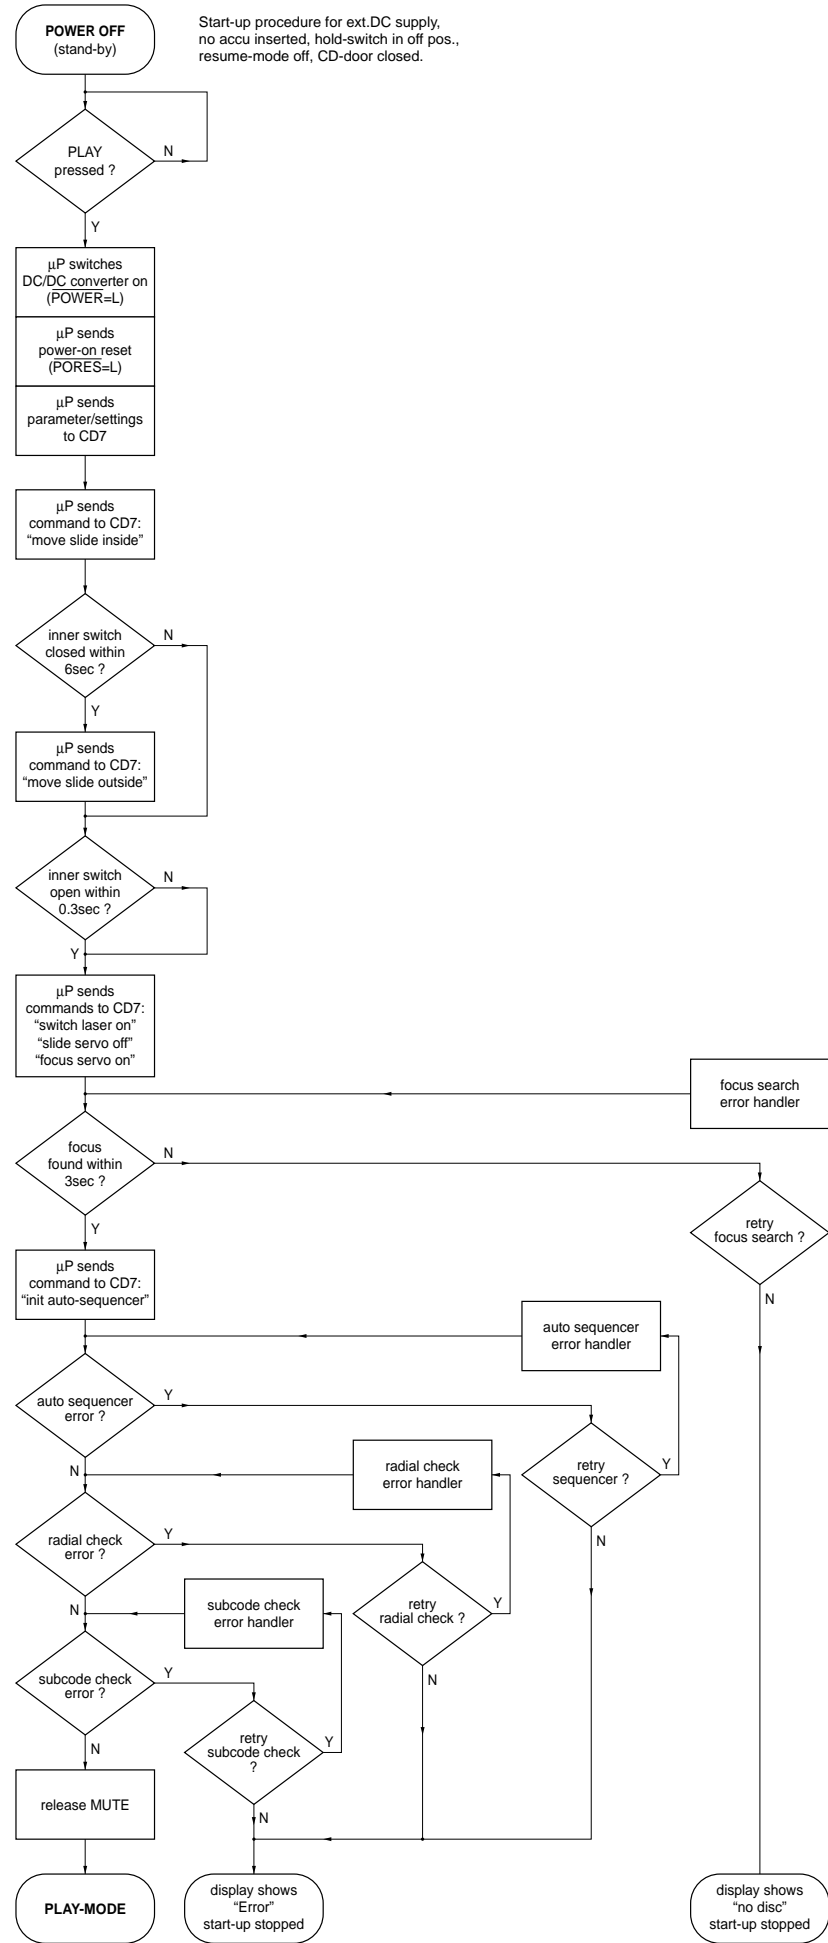 POWER OFF
(stand-by)
Start-up procedure for ext.DC supply,
no accu inserted, hold-switch in off pos.,
resume-mode off, CD-door closed.
PLAY
pressed ?
N
Y
µP switches
DC/DC converter on
(POWER=L)
µP sends
power-on reset
(PORES=L)
µP sends
parameter/settings
to CD7
µP sends
command to CD7:
“move slide inside”
inner switch
closed within
6sec ?
N
Y
µP sends
command to CD7:
“move slide outside”
inner switch
open within
0.3sec ?
N
Y
µP sends
commands to CD7:
“switch laser on”
“slide servo off”
“focus servo on”
focus search
error handler
focus
found within
3sec ?
N
Y
retry
focus search ?
N
µP sends
command to CD7:
“init auto-sequencer”
auto sequencer
error handler
auto sequencer
error ?
Y
N
retry
sequencer ?
Y
N
radial check
error handler
radial check
error ?
Y
N
retry
radial check ?
Y
N
subcode check
error handler
subcode check
error ?
Y
N
retry
subcode check
?
Y
N
release MUTE
PLAY-MODE
display shows
“Error”
start-up stopped
display shows
“no disc”
start-up stopped